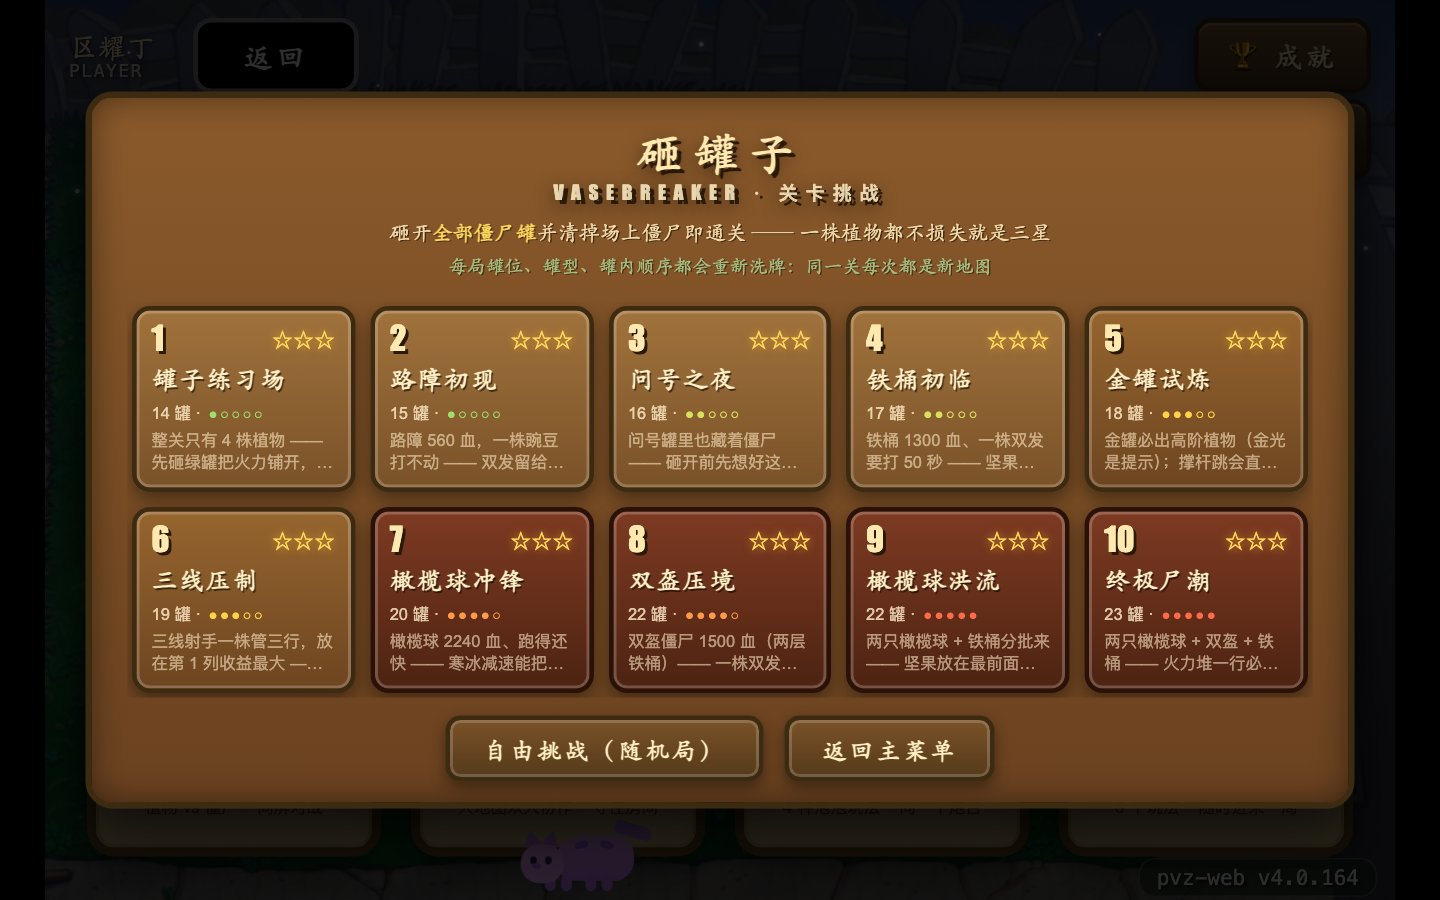 区耀丁
PLAYER
返回
🏆 成就
砸罐子
VASEBREAKER · 关卡挑战
砸开全部僵尸罐并清掉场上僵尸即通关 —— 一株植物都不损失就是三星
每局罐位、罐型、罐内顺序都会重新洗牌：同一关每次都是新地图
1 ☆☆☆
罐子练习场
14 罐 · ●○○○○
整关只有 4 株植物 ——
先砸绿罐把火力铺开，…
2 ☆☆☆
路障初现
15 罐 · ●○○○○
路障 560 血，一株豌豆
打不动 —— 双发留给…
3 ☆☆☆
问号之夜
16 罐 · ●●○○○
问号罐里也藏着僵尸
—— 砸开前先想好这…
4 ☆☆☆
铁桶初临
17 罐 · ●●○○○
铁桶 1300 血、一株双发
要打 50 秒 —— 坚果…
5 ☆☆☆
金罐试炼
18 罐 · ●●●○○
金罐必出高阶植物（金光
是提示）；撑杆跳会直…
6 ☆☆☆
三线压制
19 罐 · ●●●○○
三线射手一株管三行，放
在第 1 列收益最大 —…
7 ☆☆☆
橄榄球冲锋
20 罐 · ●●●●○
橄榄球 2240 血、跑得还
快 —— 寒冰减速能把…
8 ☆☆☆
双盔压境
22 罐 · ●●●●○
双盔僵尸 1500 血（两层
铁桶）—— 一株双发…
9 ☆☆☆
橄榄球洪流
22 罐 · ●●●●●
两只橄榄球 + 铁桶分批来
—— 坚果放在最前面…
10 ☆☆☆
终极尸潮
23 罐 · ●●●●●
两只橄榄球 + 双盔 + 铁
桶 —— 火力堆一行必…
自由挑战（随机局）
返回主菜单
pvz-web v4.0.164